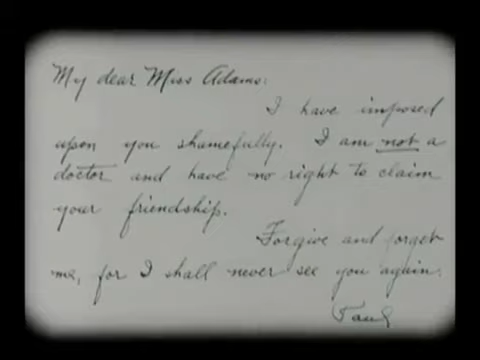 My dear Miss Adams:
I have imposed
upon you shamefully. I am not a
doctor and have no right to claim
your friendship.
Forgive and forget
me, for I shall never see you again.
Paul